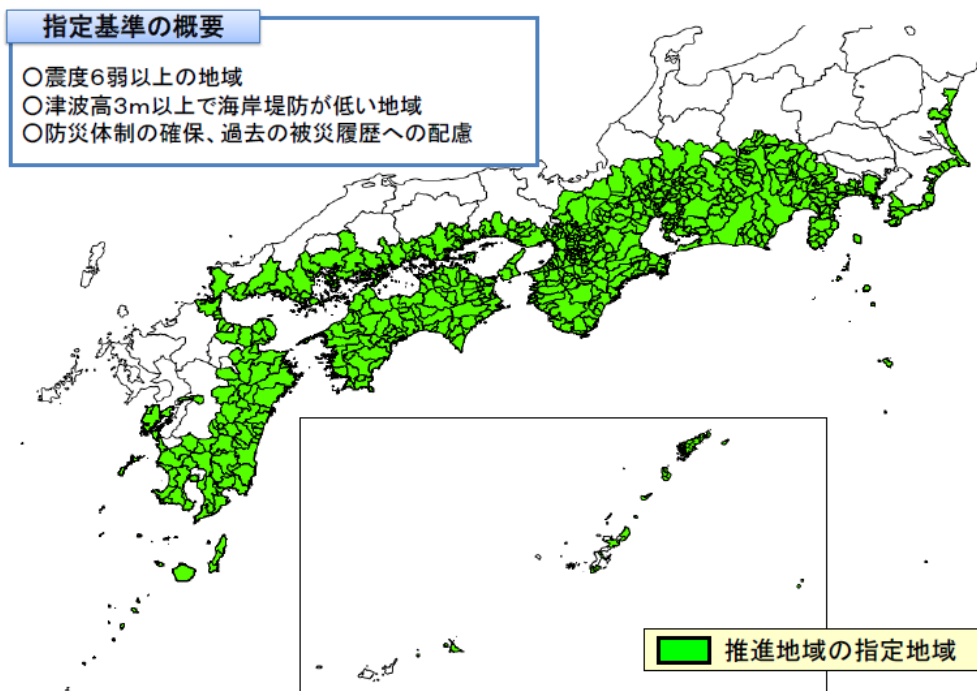 指定基準の概要
○震度6弱以上の地域
○津波高3m以上で海岸堤防が低い地域
○防災体制の確保、過去の被災履歴への配慮
推進地域の指定地域